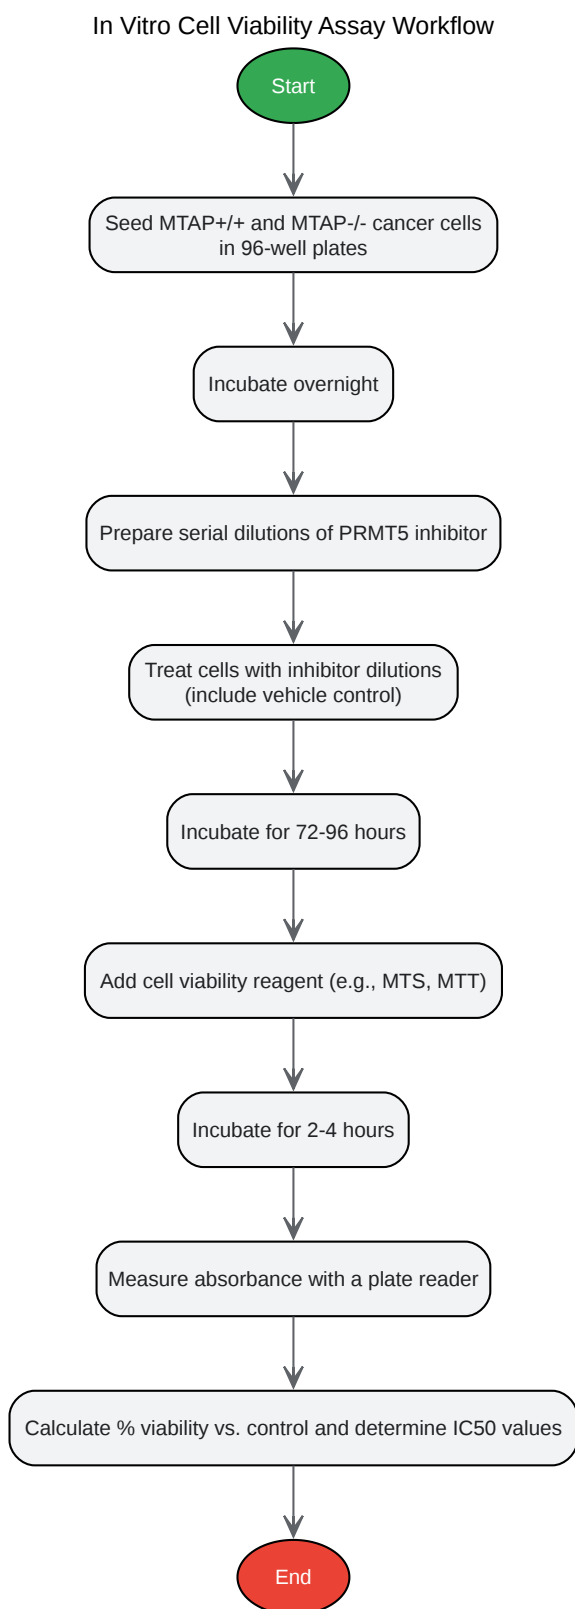 In Vitro Cell Viability Assay Workflow
Start
Seed MTAP+/+ and MTAP-/- cancer cells
in 96-well plates
Incubate overnight
Prepare serial dilutions of PRMT5 inhibitor
Treat cells with inhibitor dilutions
(include vehicle control)
Incubate for 72-96 hours
Add cell viability reagent (e.g., MTS, MTT)
Incubate for 2-4 hours
Measure absorbance with a plate reader
Calculate % viability vs. control and determine IC50 values
End